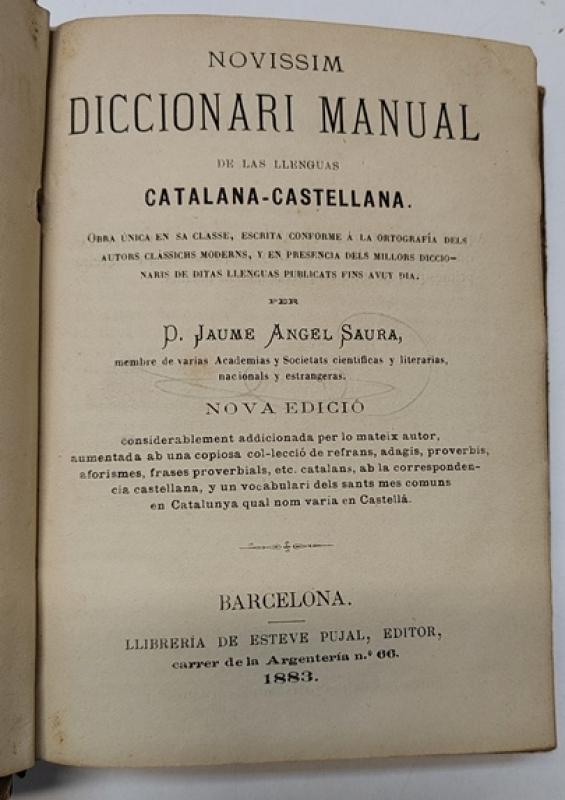 NOVISSIM
DICCIONARI MANUAL
DE LAS LLENGUAS
CATALANA-CASTELLANA.
OBRA ÚNICA EN SA CLASSE, ESCRITA CONFORME Á LA ORTOGRAFÍA DELS
AUTORS CLÁSSICHS MODERNS, Y EN PRESENCIA DELS MILLORS DICCIO-
NARIS DE DITAS LLENGUAS PUBLICATS FINS AVUY DIA.
PER
D. JAUME ANGEL SAURA,
membre de varias Academias y Societats científicas y literarias,
nacionals y estrangeras.
NOVA EDICIÓ
considerablement addicionada per lo mateix autor,
aumentada ab una copiosa col-lecció de refrans, adagis, proverbis,
aforismes, frases proverbials, etc. catalans, ab la corresponden-
cia castellana, y un vocabulari dels sants mes comuns
en Catalunya qual nom varia en Castellá.
BARCELONA.
LLIBRERÍA DE ESTEVE PUJAL, EDITOR,
carrer de la Argentería n.º 66.
1883.